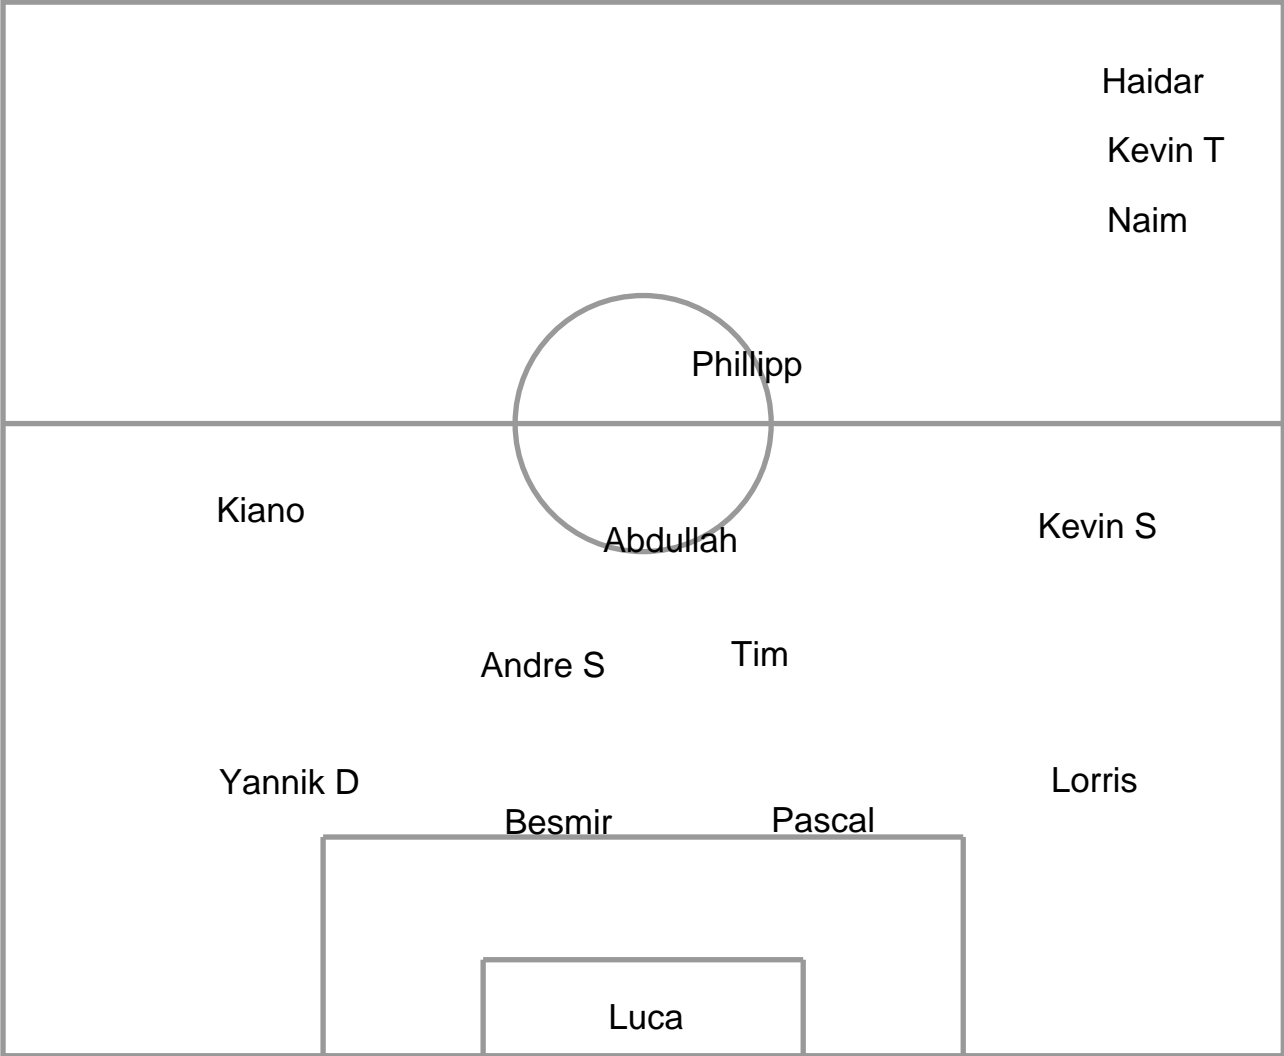 Haidar
Kevin T
Naim
Phillipp
Kiano
Abdullah
Kevin S
Andre S
Tim
Yannik D
Lorris
Besmir
Pascal
Luca